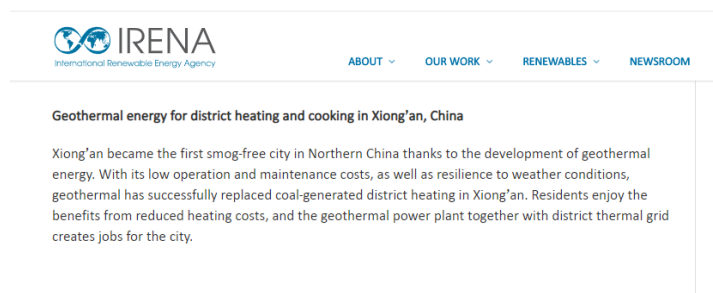 IRENA
International Renewable Energy Agency
ABOUT OUR WORK RENEWABLES NEWSROOM
Geothermal energy for district heating and cooking in Xiong’an, China
Xiong’an became the first smog-free city in Northern China thanks to the development of geothermal
energy. With its low operation and maintenance costs, as well as resilience to weather conditions,
geothermal has successfully replaced coal-generated district heating in Xiong’an. Residents enjoy the
benefits from reduced heating costs, and the geothermal power plant together with district thermal grid
creates jobs for the city.